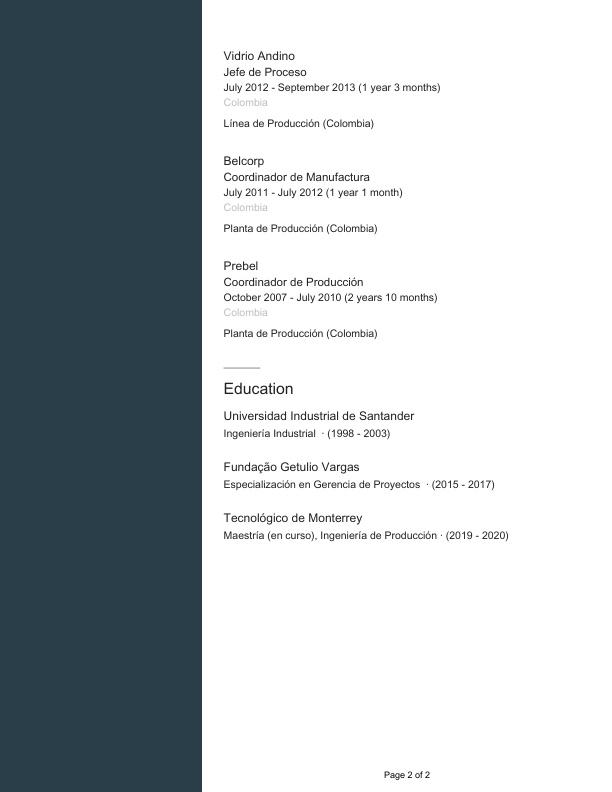 Vidrio Andino
Jefe de Proceso
July 2012 - September 2013 (1 year 3 months)
Colombia
Línea de Producción (Colombia)
Belcorp
Coordinador de Manufactura
July 2011 - July 2012 (1 year 1 month)
Colombia
Planta de Producción (Colombia)
Prebel
Coordinador de Producción
October 2007 - July 2010 (2 years 10 months)
Colombia
Planta de Producción (Colombia)
Education
Universidad Industrial de Santander
Ingeniería Industrial · (1998 - 2003)
Fundação Getulio Vargas
Especialización en Gerencia de Proyectos · (2015 - 2017)
Tecnológico de Monterrey
Maestría (en curso), Ingeniería de Producción · (2019 - 2020)
Page 2 of 2